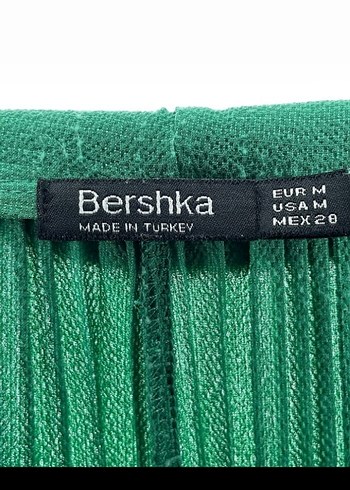 Bershka
MADE IN TURKEY
EUR M
USA M
MEX 28